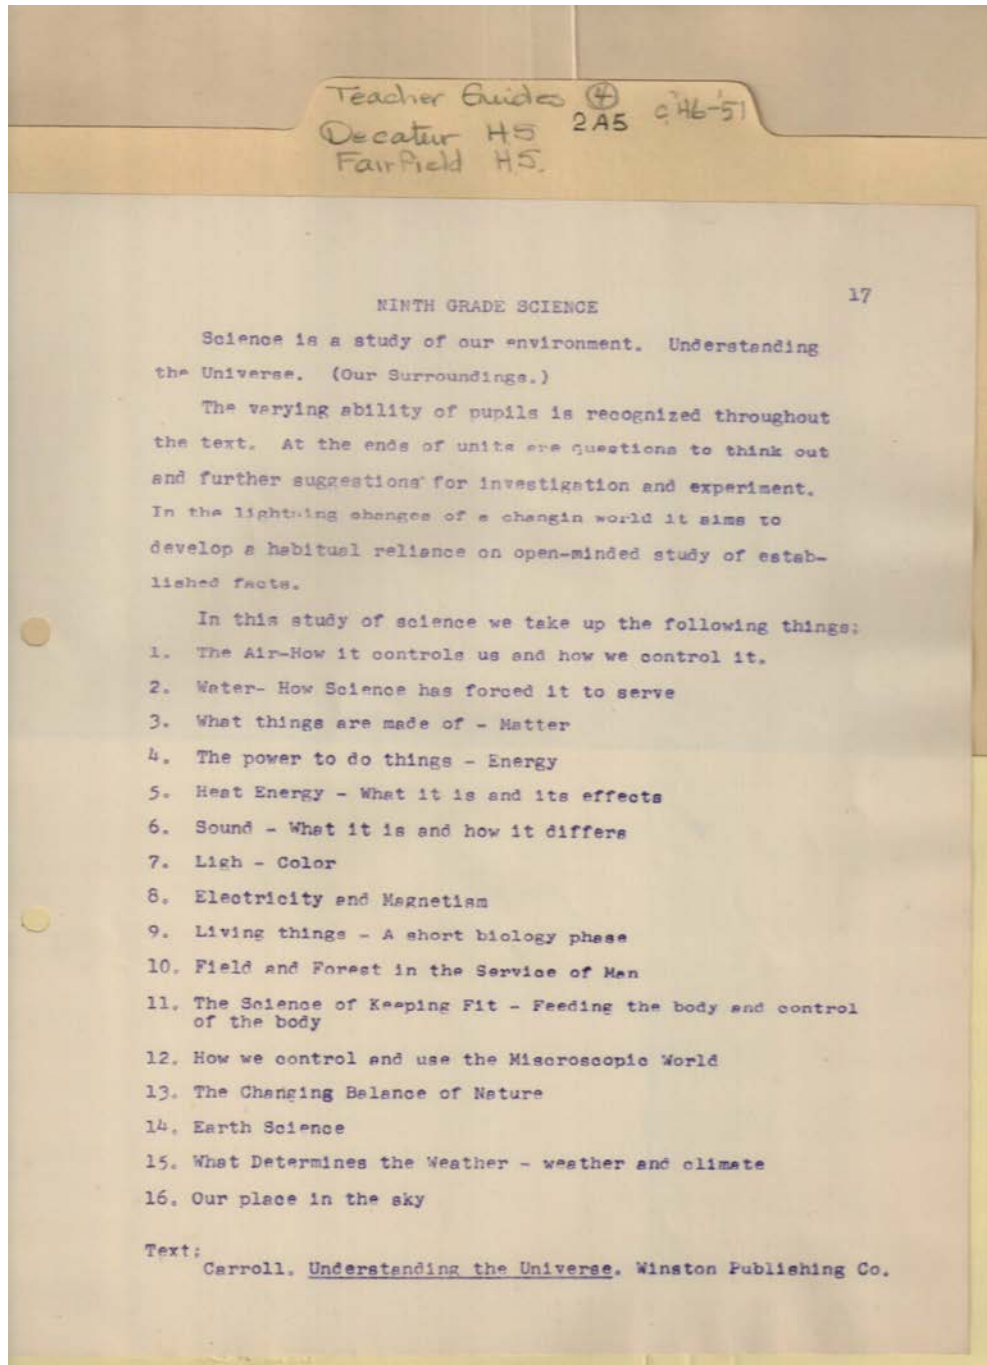 Teacher Guides ④ c'46-'51
2A5
Decatur HS
Fairfield HS.
17
NINTH GRADE SCIENCE
Science is a study of our environment. Understanding
the Universe. (Our Surroundings.)
The varying ability of pupils is recognized throughout
the text. At the ends of units are questions to think out
and further suggestions for investigation and experiment.
In the lightning changes of a changin world it aims to
develop a habitual reliance on open-minded study of estab-
lished facts.
In this study of science we take up the following things:
1. The Air-How it controls us and how we control it.
2. Water- How Science has forced it to serve
3. What things are made of - Matter
4. The power to do things - Energy
5. Heat Energy - What it is and its effects
6. Sound - What it is and how it differs
7. Ligh - Color
8. Electricity and Magnetism
9. Living things - A short biology phase
10. Field and Forest in the Service of Man
11. The Science of Keeping Fit - Feeding the body and control
of the body
12. How we control and use the Miscroscopic World
13. The Changing Balance of Nature
14. Earth Science
15. What Determines the Weather - weather and climate
16. Our place in the sky
Text:
Carroll. Understanding the Universe. Winston Publishing Co.